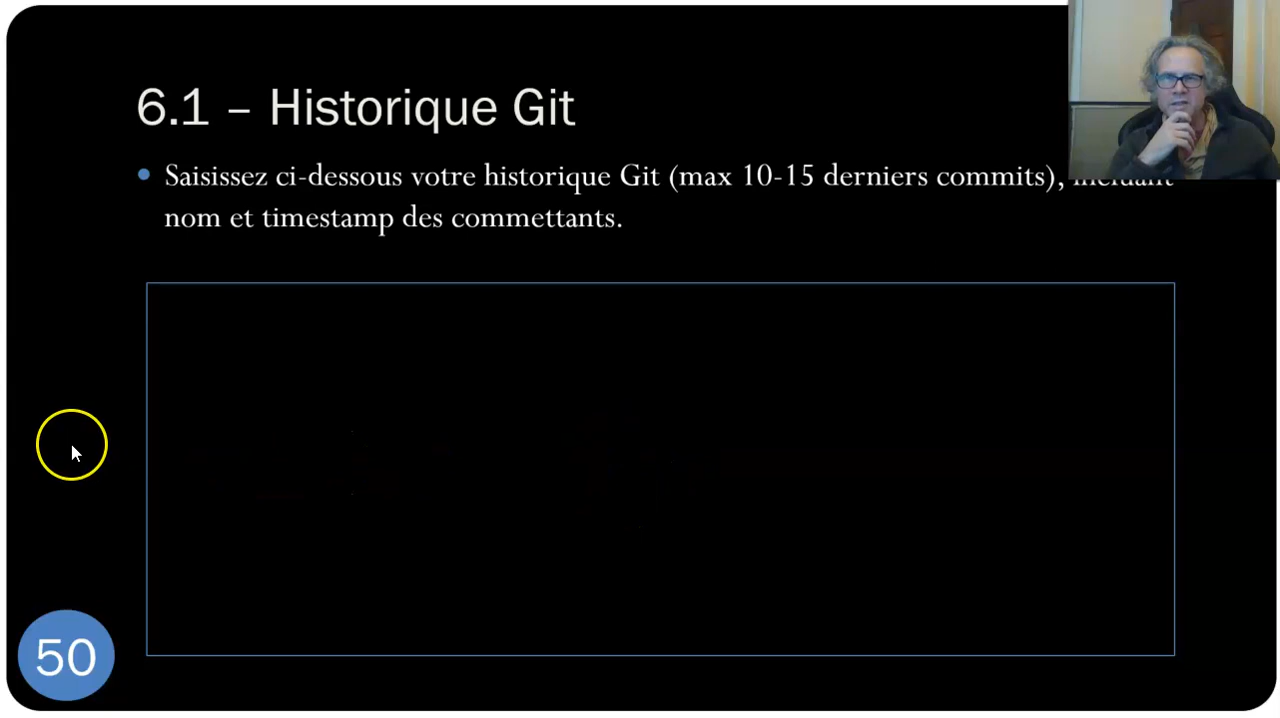 6.1 – Historique Git
• Saisissez ci-dessous votre historique Git (max 10-15 derniers commits),
nom et timestamp des commettants.
50